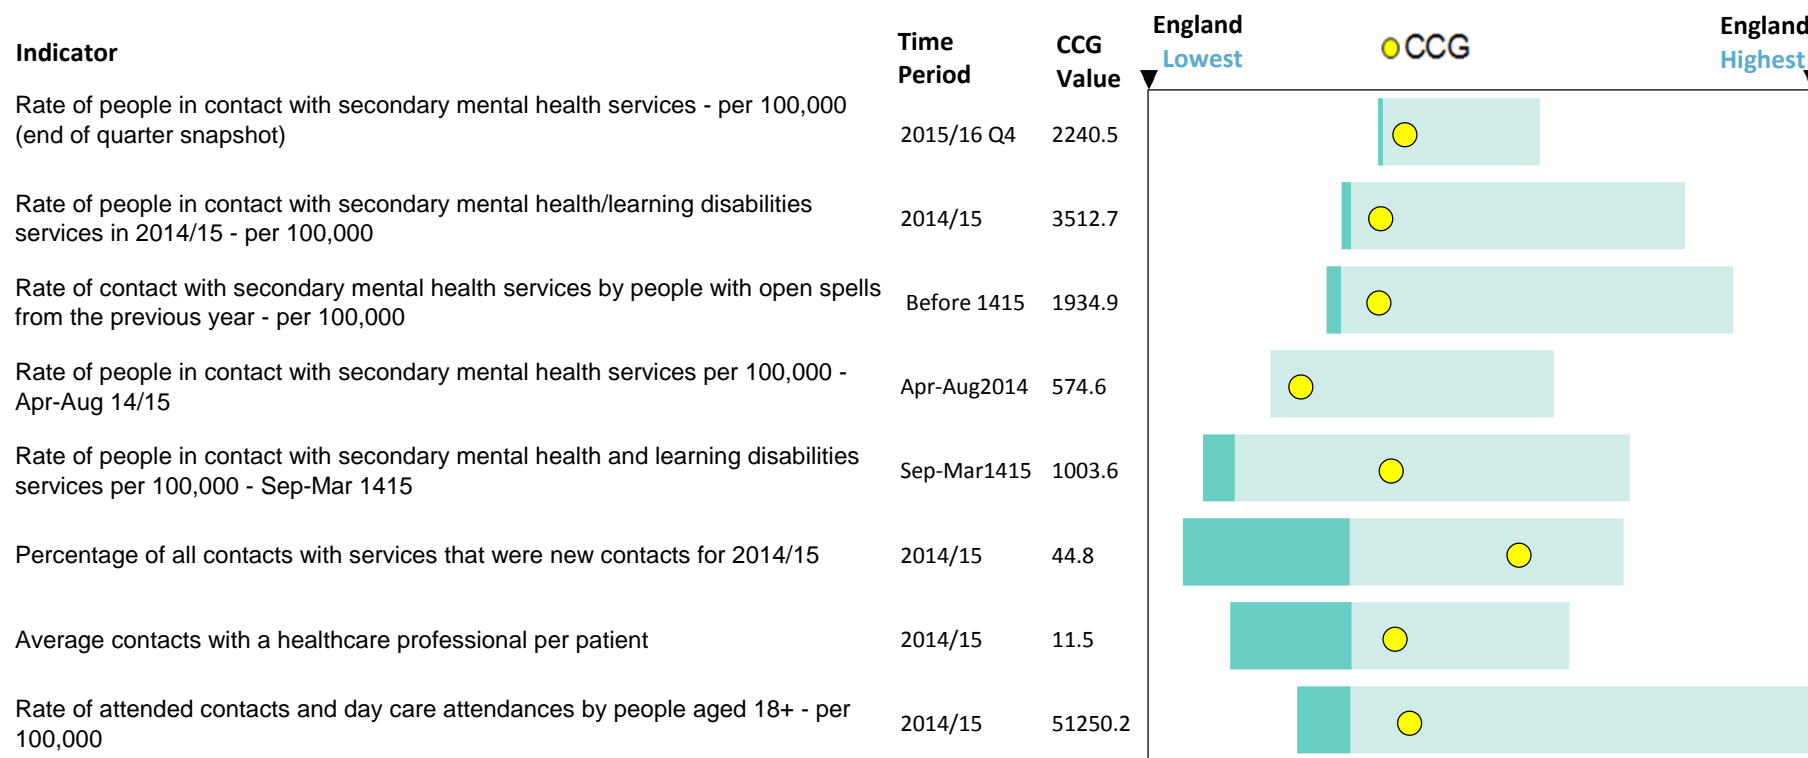 Indicator
Time Period
CCG Value
England Lowest
CCG
England Highest
Rate of people in contact with secondary mental health services - per 100,000
(end of quarter snapshot)
2015/16 Q4 2240.5
Rate of people in contact with secondary mental health/learning disabilities
services in 2014/15 - per 100,000
2014/15 3512.7
Rate of contact with secondary mental health services by people with open spells
from the previous year - per 100,000
Before 1415 1934.9
Rate of people in contact with secondary mental health services per 100,000 -
Apr-Aug 14/15
Apr-Aug2014 574.6
Rate of people in contact with secondary mental health and learning disabilities
services per 100,000 - Sep-Mar 1415
Sep-Mar1415 1003.6
Percentage of all contacts with services that were new contacts for 2014/15 2014/15 44.8
Average contacts with a healthcare professional per patient 2014/15 11.5
Rate of attended contacts and day care attendances by people aged 18+ - per
100,000
2014/15 51250.2